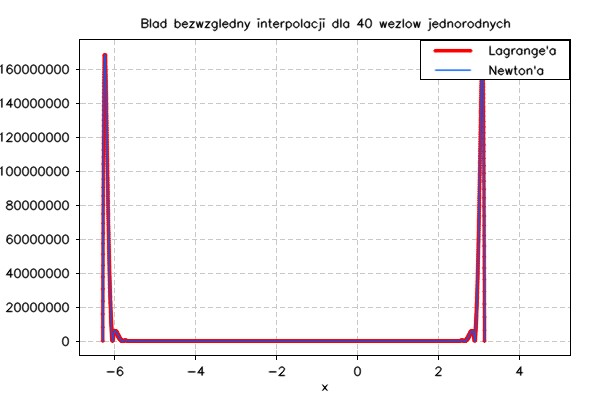 Blad bezwzgledny interpolacji dla 40 wezlow jednorodnych
Lagrange'a
Newton'a
160000000
140000000
120000000
100000000
80000000
60000000
40000000
20000000
0
−6 −4 −2 0 2 4
x